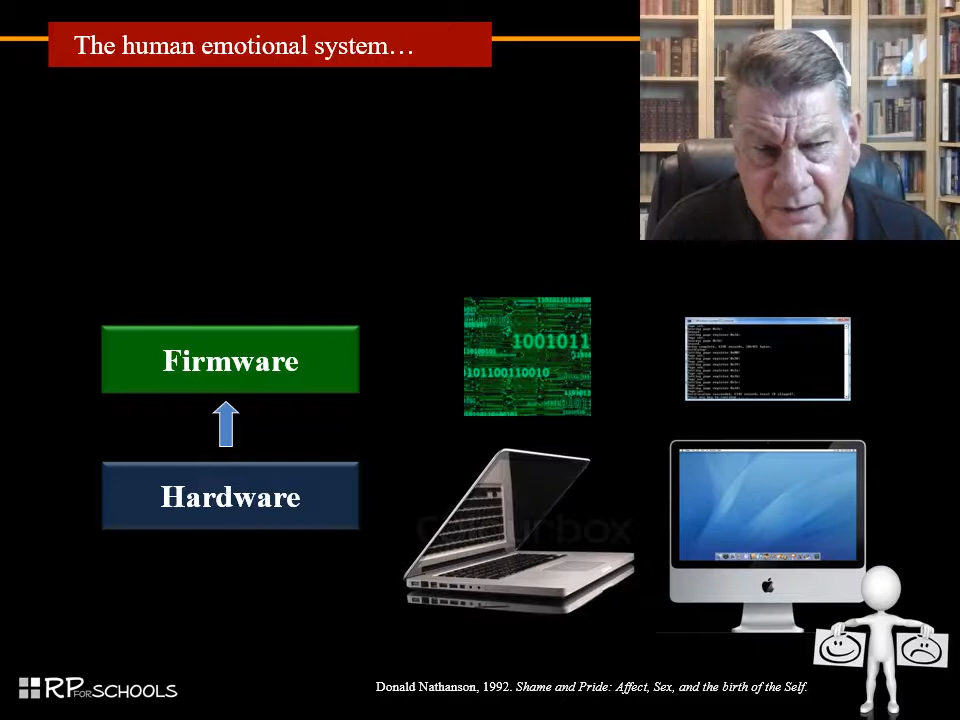 The human emotional system…
Firmware
1001011
101100110010
Hardware
colourbox
RP FOR SCHOOLS
Donald Nathanson, 1992. Shame and Pride: Affect, Sex, and the birth of the Self.